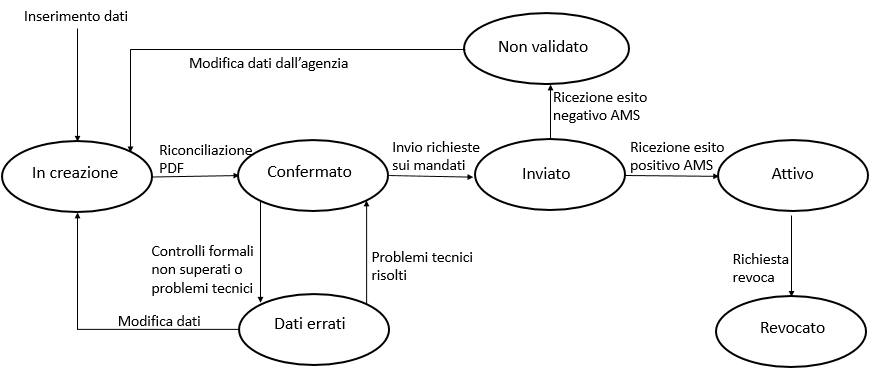 Inserimento dati
Non validato
Modifica dati dall'agenzia
Ricezione esito
negativo AMS
In creazione
Riconciliazione
PDF
Confermato
Invio richieste
sui mandati
Inviato
Ricezione esito
positivo AMS
Attivo
Controlli formali
non superati o
problemi tecnici
Problemi tecnici
risolti
Richiesta
revoca
Modifica dati
Dati errati
Revocato